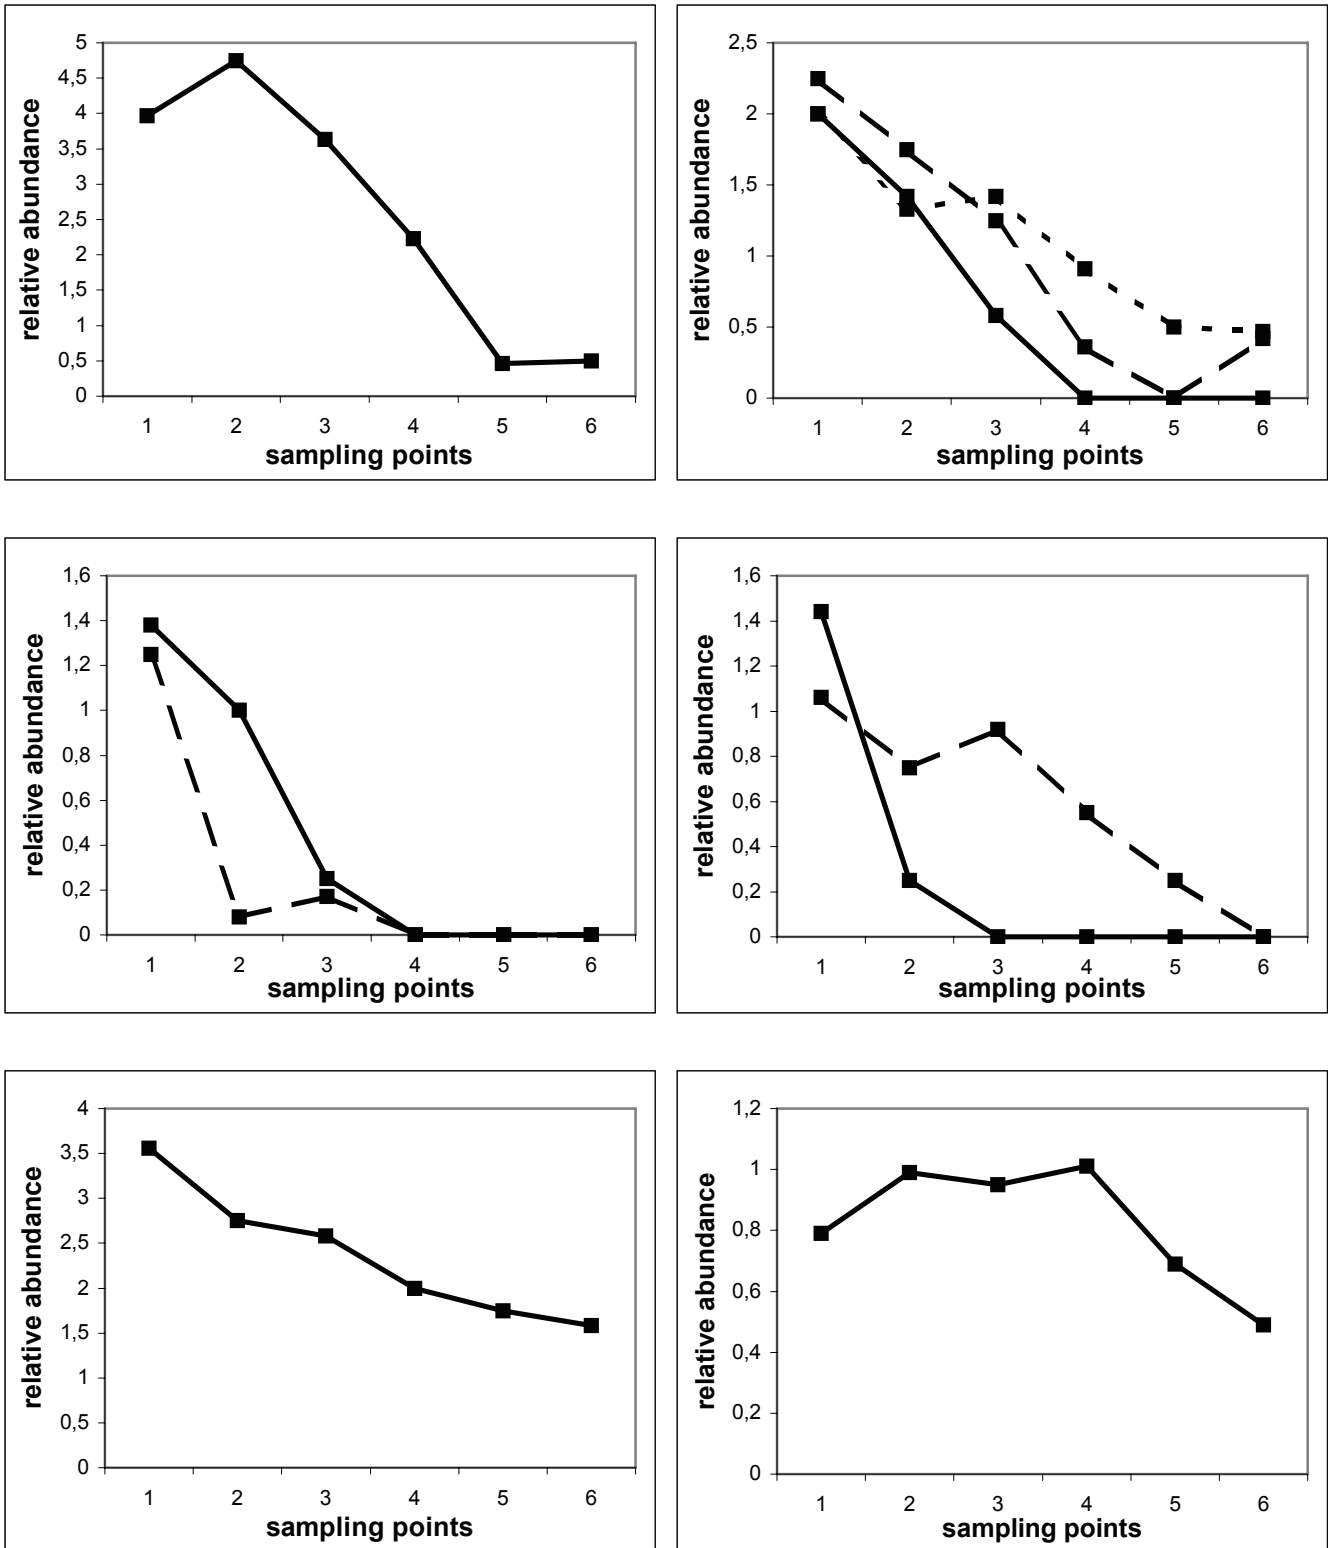 relative abundance
5
4,5
4
3,5
3
2,5
2
1,5
1
0,5
0
1 2 3 4 5 6
sampling points
relative abundance
2,5
2
1,5
1
0,5
0
1 2 3 4 5 6
sampling points
relative abundance
1,6
1,4
1,2
1
0,8
0,6
0,4
0,2
0
1 2 3 4 5 6
sampling points
relative abundance
1,6
1,4
1,2
1
0,8
0,6
0,4
0,2
0
1 2 3 4 5 6
sampling points
relative abundance
4
3,5
3
2,5
2
1,5
1
0,5
0
1 2 3 4 5 6
sampling points
relative abundance
1,2
1
0,8
0,6
0,4
0,2
0
1 2 3 4 5 6
sampling points